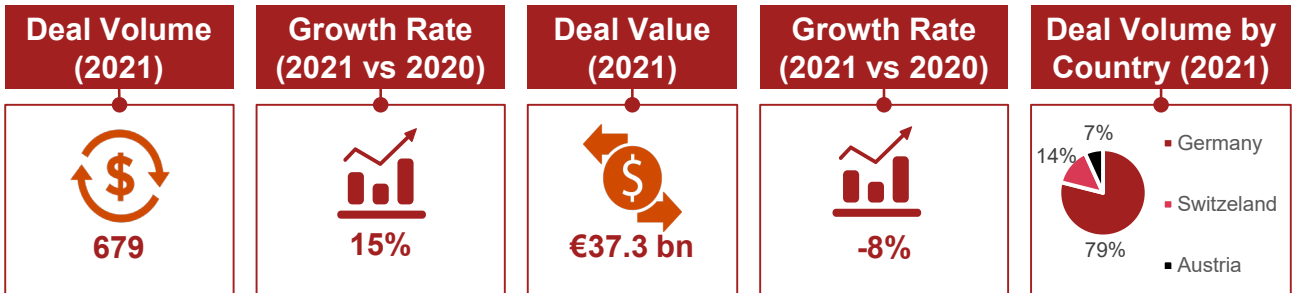 Deal Volume
(2021)
Growth Rate
(2021 vs 2020)
Deal Value
(2021)
Growth Rate
(2021 vs 2020)
Deal Volume by
Country (2021)
$
679
15%
$
€37.3 bn
-8%
7%
14%
79%
Germany
Switzeland
Austria